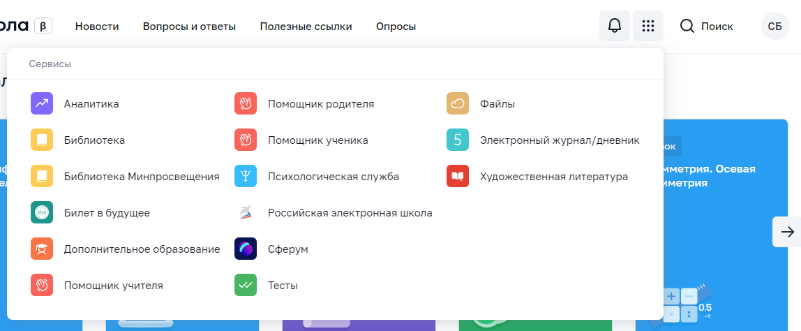 ола β
Новости
Вопросы и ответы
Полезные ссылки
Опросы
Поиск
СБ
Сервисы
Аналитика
Библиотека
Библиотека Минпросвещения
Билет в будущее
Дополнительное образование
Помощник учителя
Помощник родителя
Помощник ученика
Психологическая служба
Российская электронная школа
Сферум
Тесты
Файлы
5 Электронный журнал/дневник
Художественная литература
ок
мметрия. Осевая
мметрия
0.5